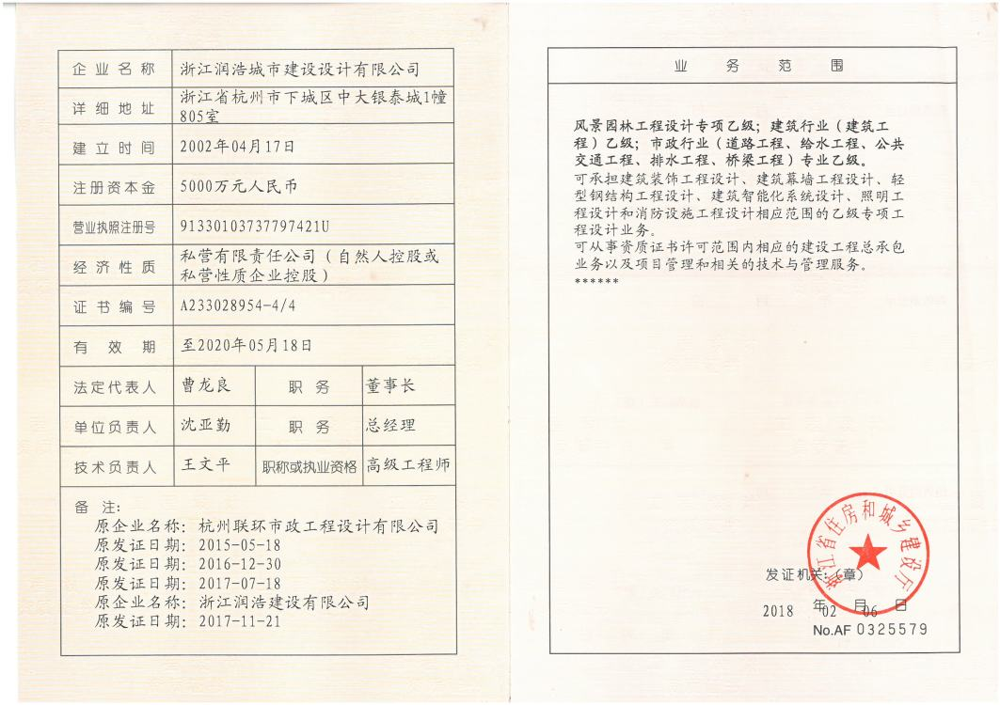 企业名称 浙江润浩城市建设设计有限公司
详细地址 浙江省杭州市下城区中大银泰城1幢
805室
建立时间 2002年04月17日
注册资本金 5000万元人民币
营业执照注册号 91330103737797421U
经济性质 私营有限责任公司（自然人控股或
私营性质企业控股）
证书编号 A233028954-4/4
有效期 至2020年05月18日
法定代表人 曹龙良 职务 董事长
单位负责人 沈亚勤 职务 总经理
技术负责人 王文平 职称或执业资格 高级工程师
备 注：
原企业名称：杭州联环市政工程设计有限公司
原发证日期：2015-05-18
原发证日期：2016-12-30
原发证日期：2017-07-18
原企业名称：浙江润浩建设有限公司
原发证日期：2017-11-21
业务范围
风景园林工程设计专项乙级；建筑行业（建筑工
程）乙级；市政行业（道路工程、给水工程、公共
交通工程、排水工程、桥梁工程）专业乙级。
可承担建筑装饰工程设计、建筑幕墙工程设计、轻
型钢结构工程设计、建筑智能化系统设计、照明工
程设计和消防设施工程设计相应范围的乙级专项工
程设计业务。
可从事资质证书许可范围内相应的建设工程总承包
业务以及项目管理和相关的技术与管理服务。
******
浙江省住房和城乡建设厅
发证机关：（章）
2018 年 02 月 06 日
No.AF 0325579